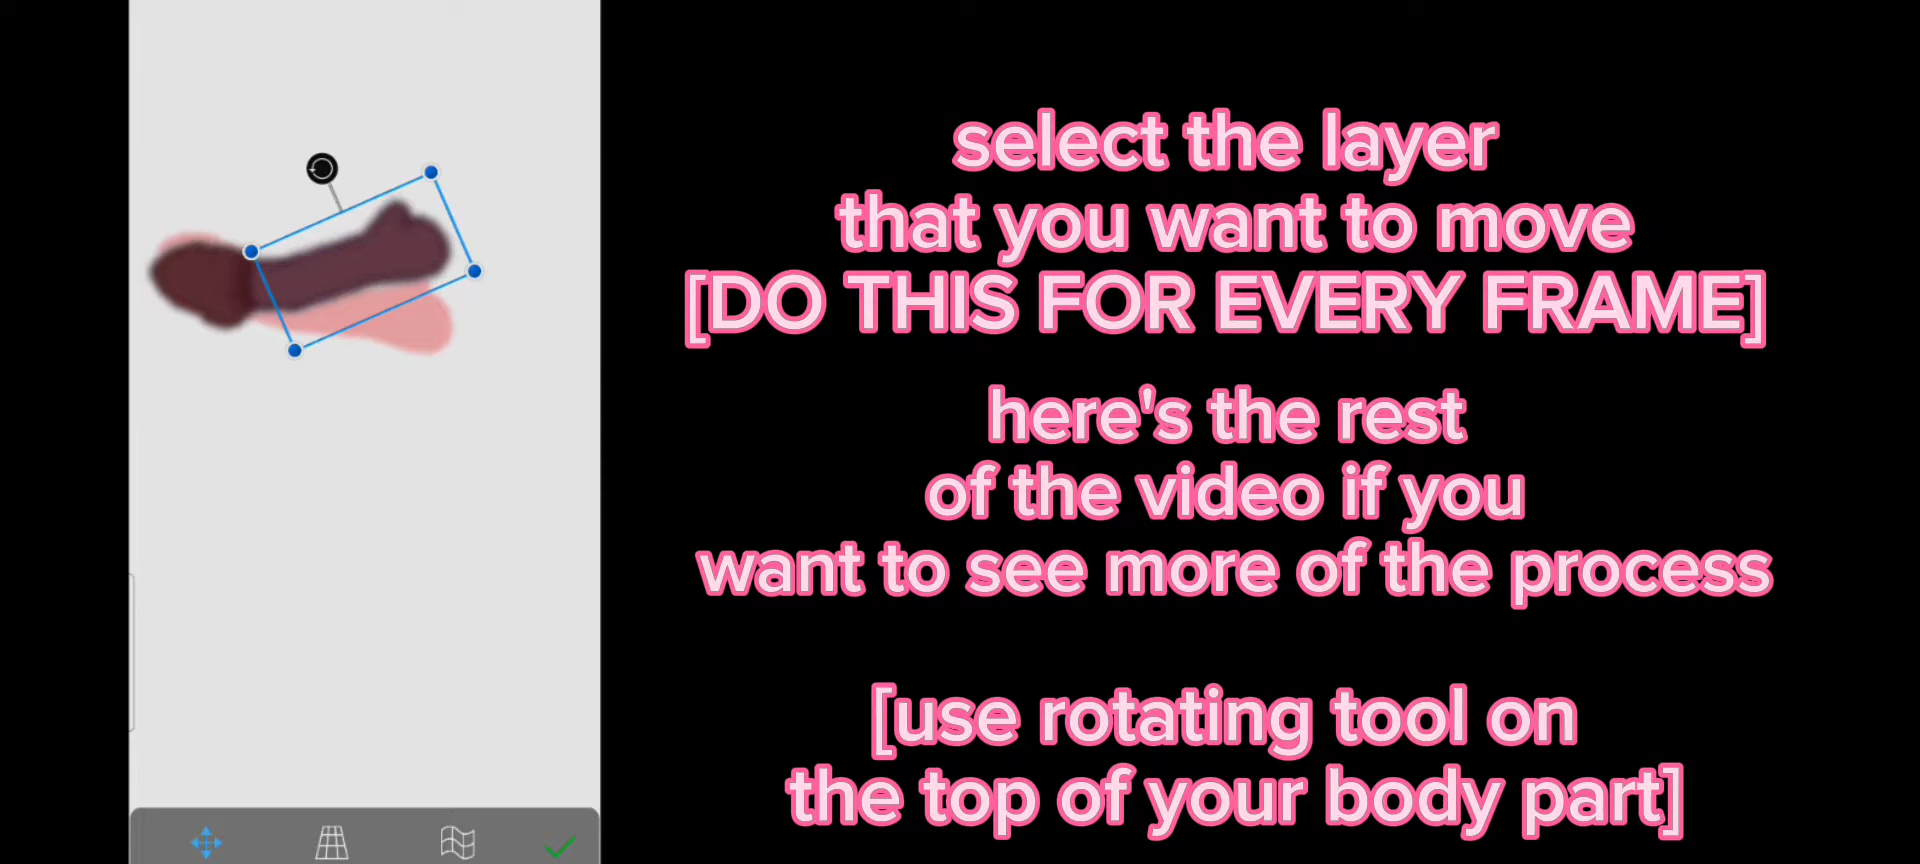 select the layer
that you want to move
[DO THIS FOR EVERY FRAME]
here's the rest
of the video if you
want to see more of the process
[use rotating tool on
the top of your body part]